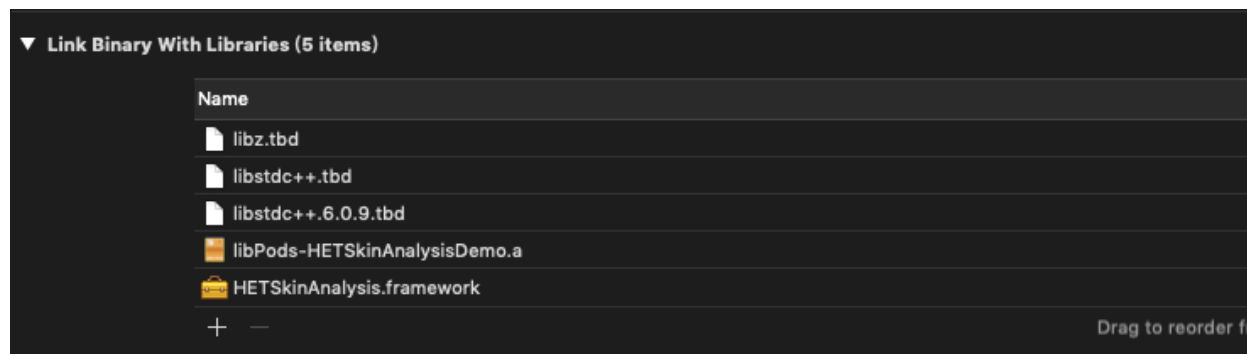 Link Binary With Libraries (5 items)
Name
libz.tbd
libstdc++.tbd
libstdc++.6.0.9.tbd
libPods-HETSkinAnalysisDemo.a
HETSkinAnalysis.framework
Drag to reorder